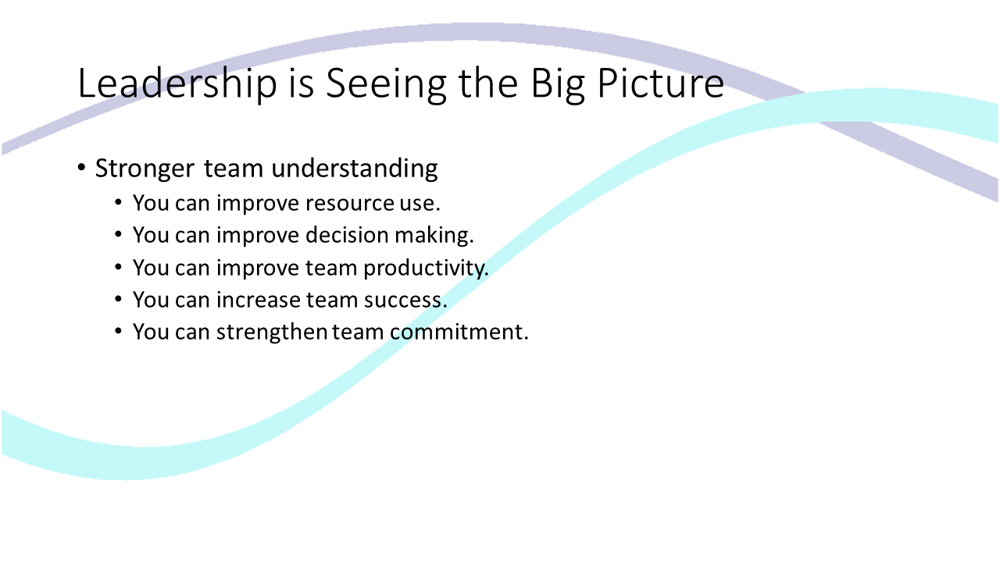 Leadership is Seeing the Big Picture
• Stronger team understanding
• You can improve resource use.
• You can improve decision making.
• You can improve team productivity.
• You can increase team success.
• You can strengthen team commitment.